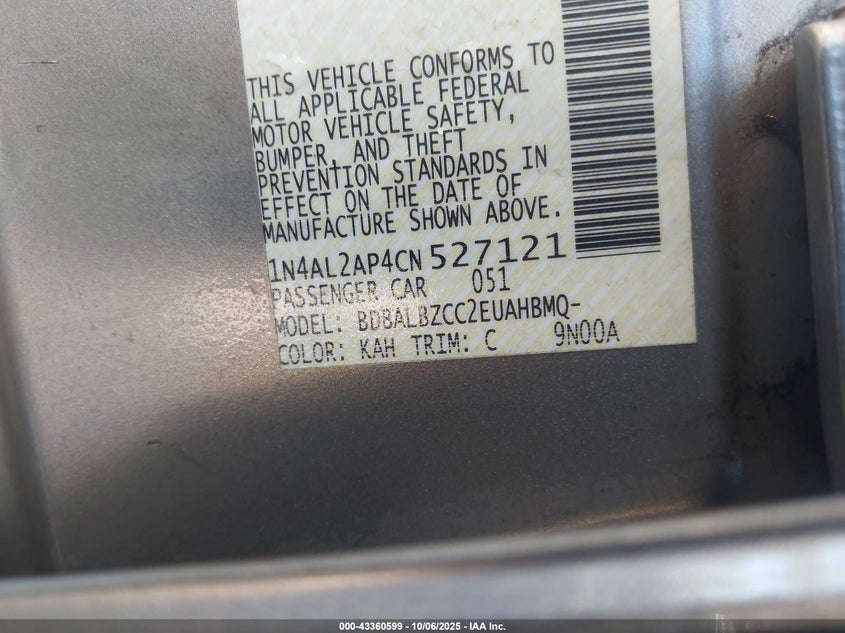 THIS VEHICLE CONFORMS TO
ALL APPLICABLE FEDERAL
MOTOR VEHICLE SAFETY,
BUMPER, AND THEFT
PREVENTION STANDARDS IN
EFFECT ON THE DATE OF
MANUFACTURE SHOWN ABOVE.
1N4AL2AP4CN 527121
PASSENGER CAR 051
MODEL: BDBALBZCC2EUAHBMQ-
COLOR: KAH TRIM: C 9N00A
000-43360599 | 10/06/2025 - IAA Inc.